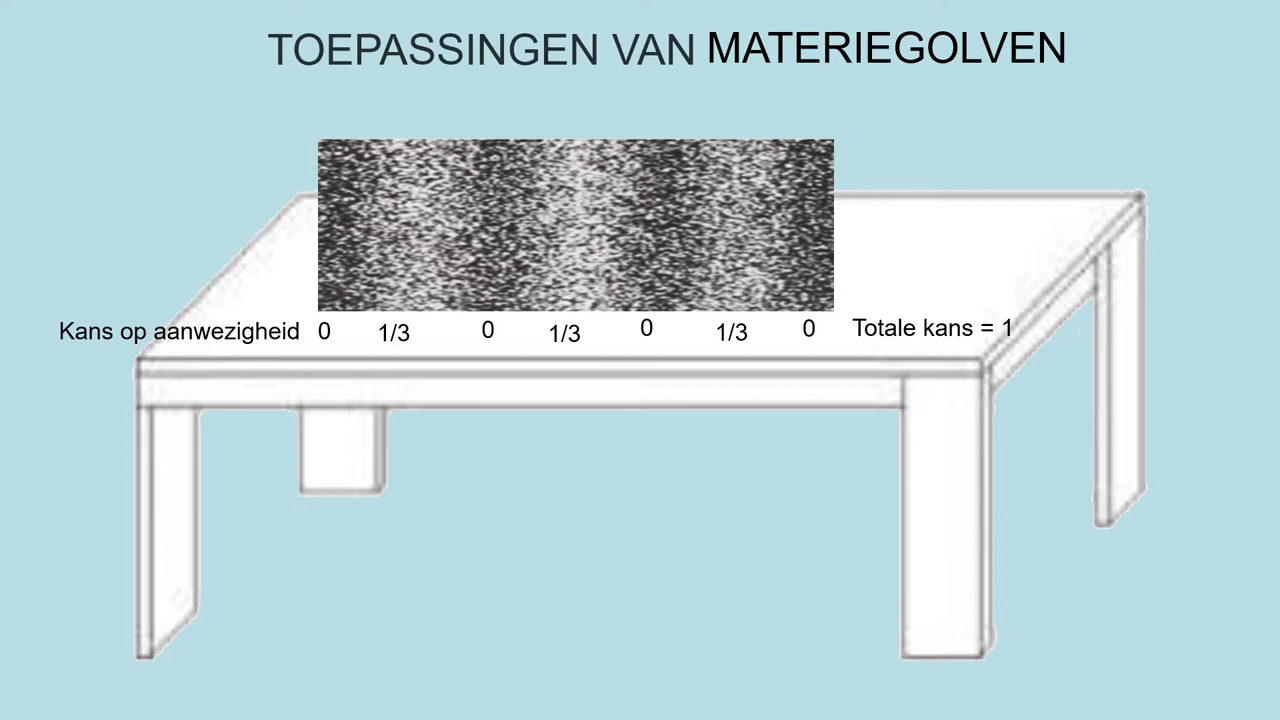 TOEPASSINGEN VAN MATERIEGOLVEN
Kans op aanwezigheid 0 1/3 0 1/3 0 1/3 0 Totale kans = 1